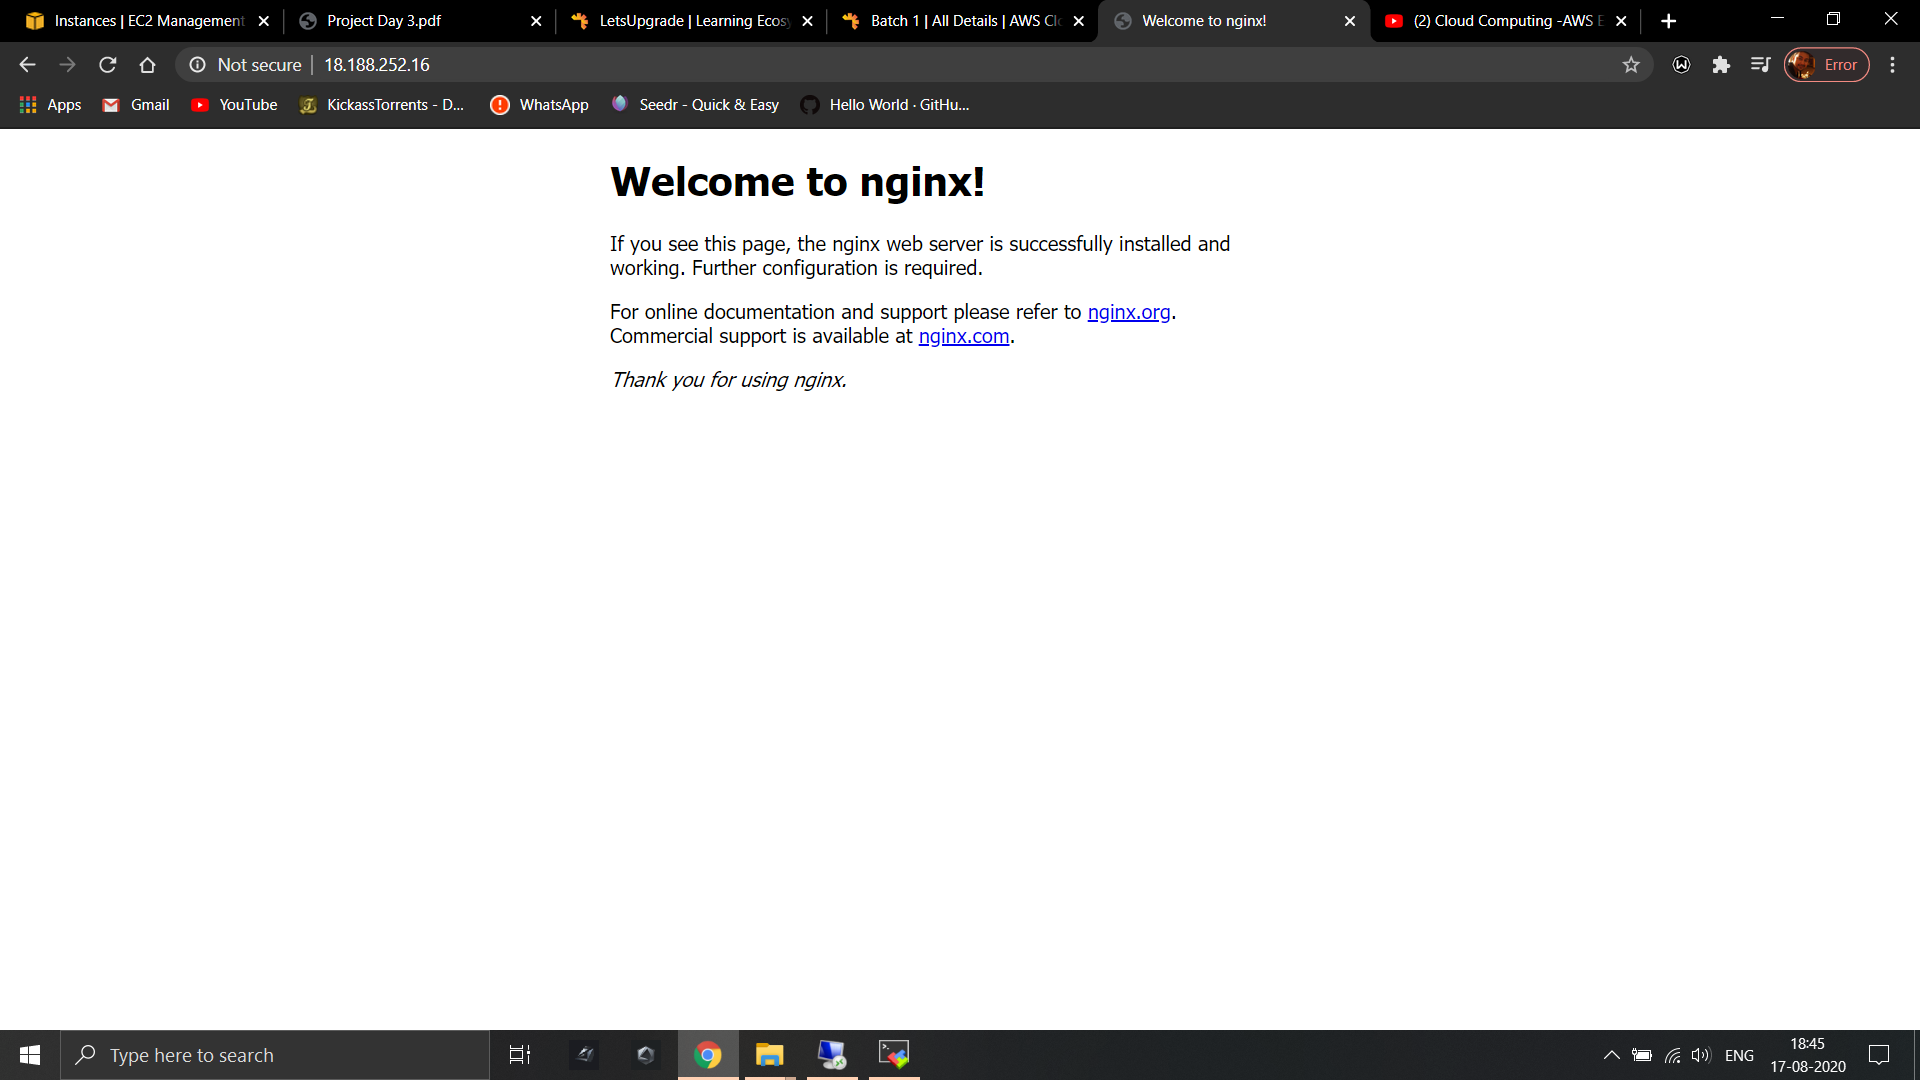 Instances | EC2 Management
Project Day 3.pdf
LetsUpgrade | Learning Ecosy
Batch 1 | All Details | AWS Clo
Welcome to nginx!
(2) Cloud Computing -AWS E
Not secure
18.188.252.16
Error
Apps
Gmail
YouTube
KickassTorrents - D...
WhatsApp
Seedr - Quick & Easy
Hello World · GitHu...
Welcome to nginx!
If you see this page, the nginx web server is successfully installed and
working. Further configuration is required.
For online documentation and support please refer to nginx.org.
Commercial support is available at nginx.com.
Thank you for using nginx.
Type here to search
ENG
18:45
17-08-2020